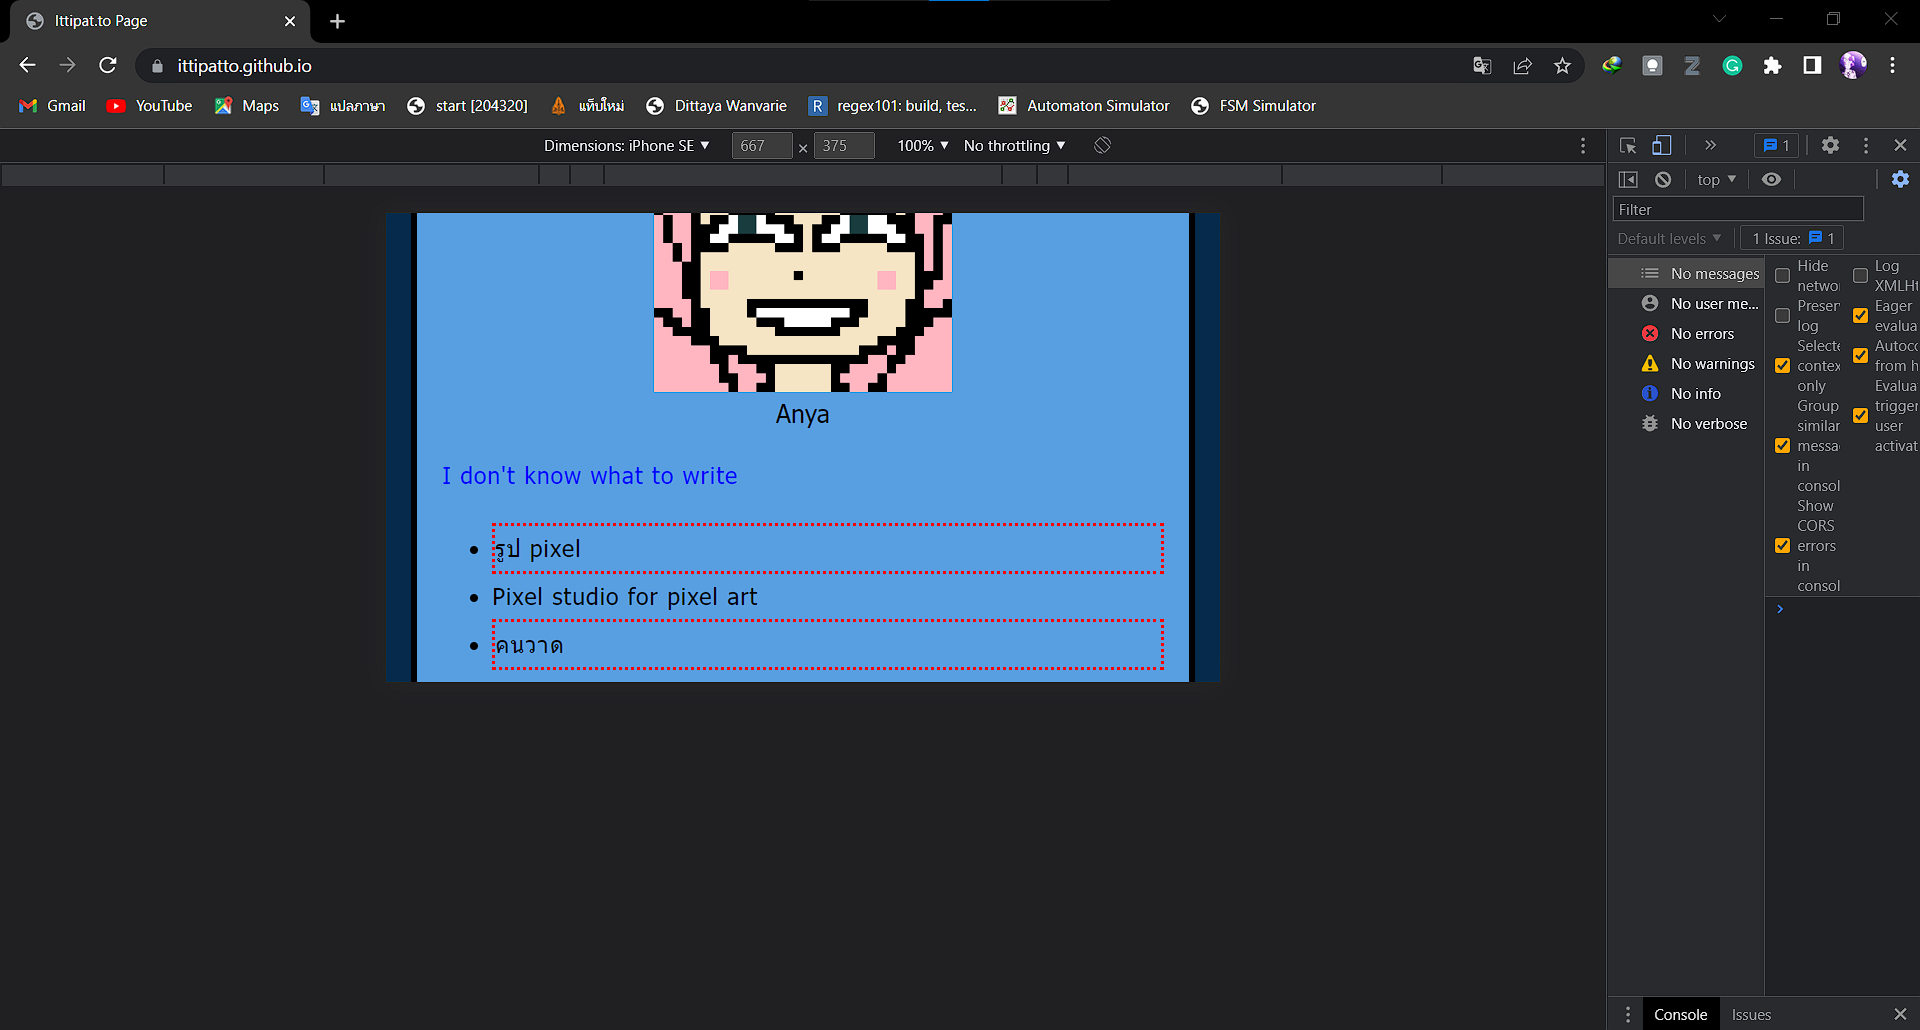 Ittipat.to Page
ittipatto.github.io
Gmail YouTube Maps แปลภาษา start [204320] แท็บใหม่ Dittaya Wanvarie regex101: build, tes... Automaton Simulator FSM Simulator
Dimensions: iPhone SE 667 × 375 100% No throttling
1
top
Filter
Default levels 1 Issue: 1
No messages
No user me...
No errors
No warnings
No info
No verbose
Hide
networ
Preser
log
Selecte
contex
only
Group
similar
messa
in
consol
Show
CORS
errors
in
consol
Log
XMLHt
Eager
evalua
Autoco
from h
Evalua
trigger
user
activat
Anya
I don't know what to write
รูป pixel
Pixel studio for pixel art
คนวาด
Console Issues